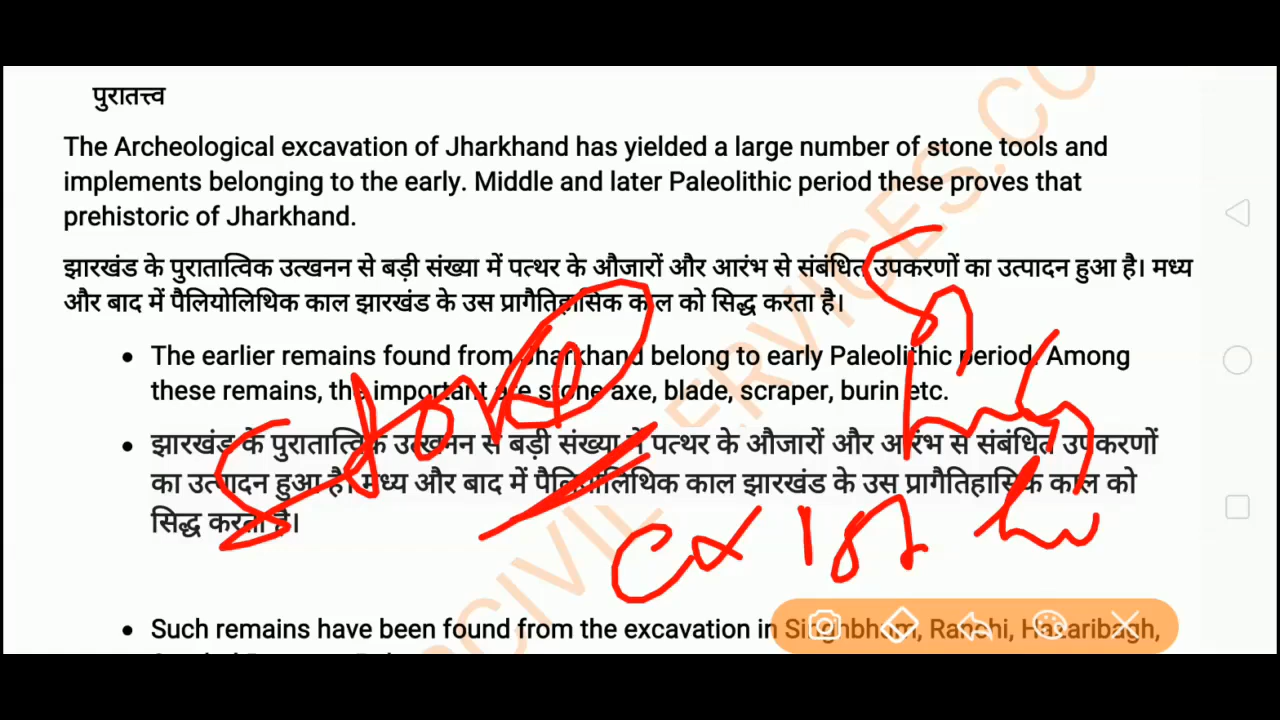 पुरातत्त्व
The Archeological excavation of Jharkhand has yielded a large number of stone tools and
implements belonging to the early. Middle and later Paleolithic period these proves that
prehistoric of Jharkhand.
झारखंड के पुरातात्विक उत्खनन से बड़ी संख्या में पत्थर के औजारों और आरंभ से संबंधित उपकरणों का उत्पादन हुआ है। मध्य
और बाद में पैलियोलिथिक काल झारखंड के उस प्रागैतिहासिक काल को सिद्ध करता है।
• The earlier remains found from Jharkhand belong to early Paleolithic period. Among
these remains, the important are stone axe, blade, scraper, burin etc.
• झारखंड के पुरातात्विक उत्खनन से बड़ी संख्या में पत्थर के औजारों और आरंभ से संबंधित उपकरणों
का उत्पादन हुआ है। मध्य और बाद में पैलियोलिथिक काल झारखंड के उस प्रागैतिहासिक काल को
सिद्ध करता है।
Stone
• Such remains have been found from the excavation in Singhbhum, Ranchi, Hazaribagh,